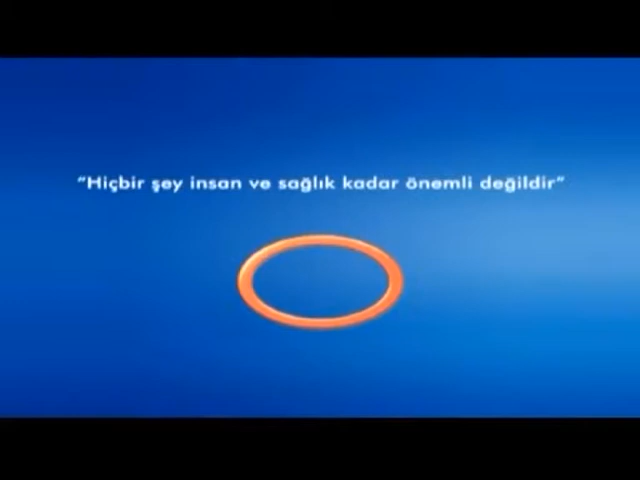 “Hiçbir şey insan ve sağlık kadar önemli değildir”